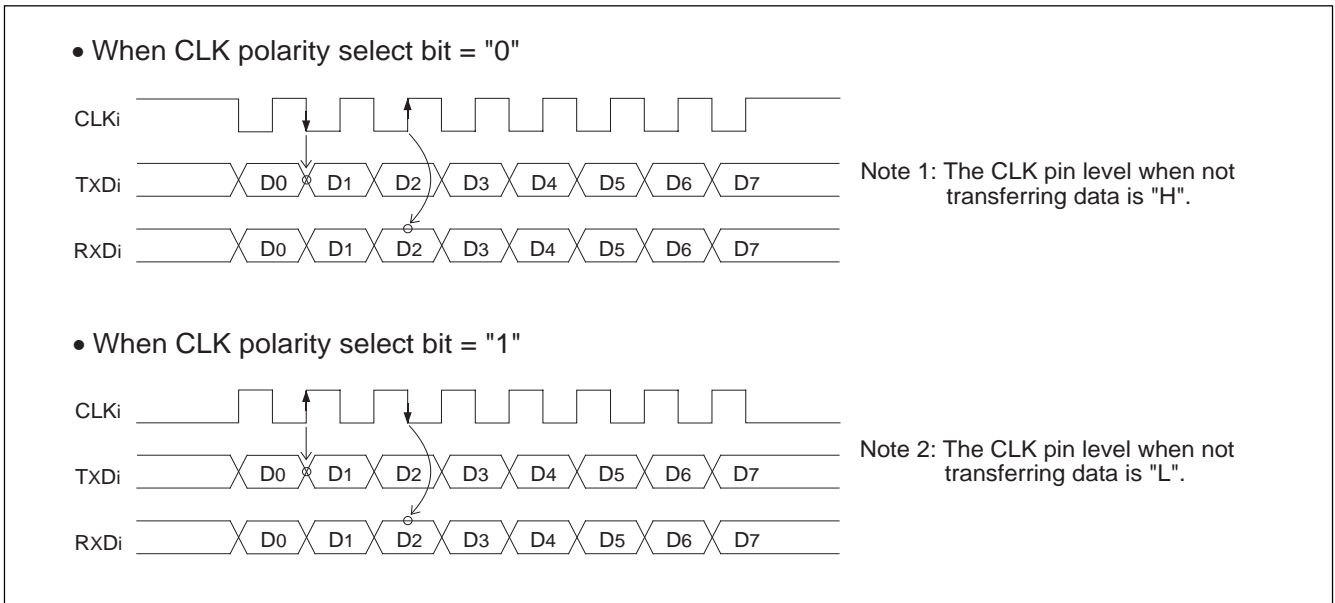 • When CLK polarity select bit = "0"
CLKi
TXDi D0 D1 D2 D3 D4 D5 D6 D7
RXDi D0 D1 D2 D3 D4 D5 D6 D7
Note 1: The CLK pin level when not
transferring data is "H".
• When CLK polarity select bit = "1"
CLKi
TXDi D0 D1 D2 D3 D4 D5 D6 D7
RXDi D0 D1 D2 D3 D4 D5 D6 D7
Note 2: The CLK pin level when not
transferring data is "L".